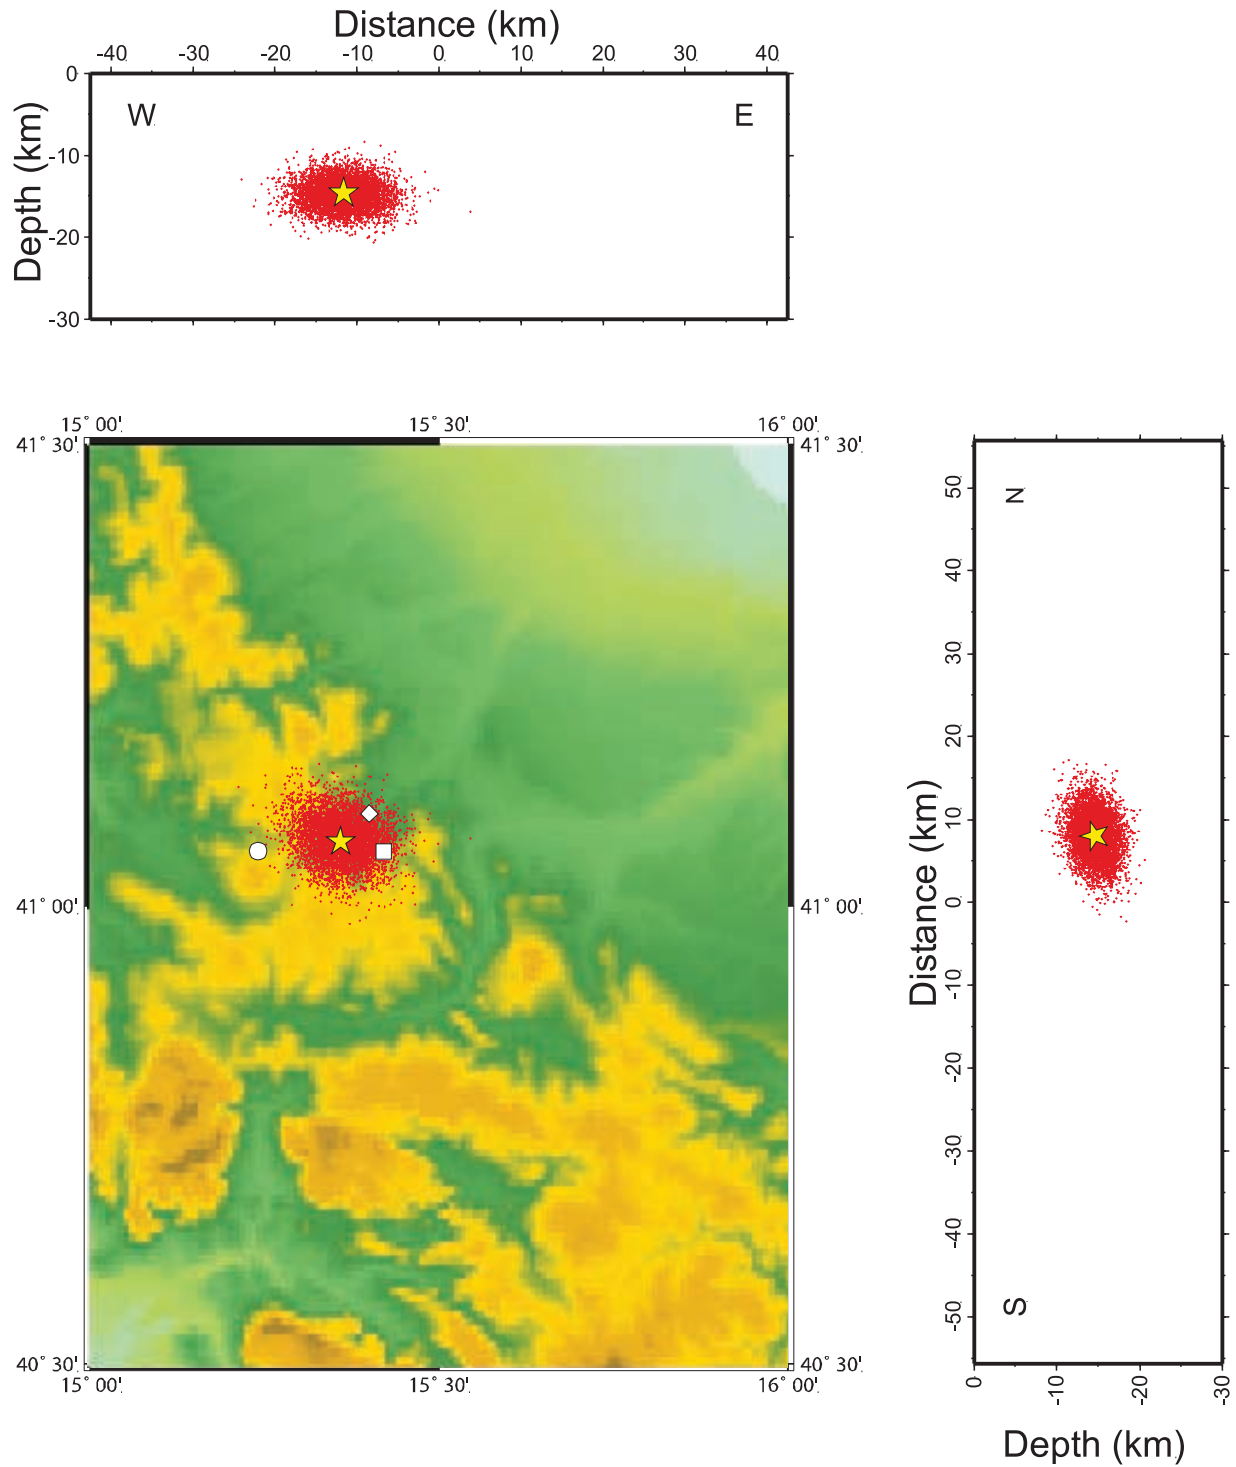 Distance (km)
-40 -30 -20 -10 0 10 20 30 40
Depth (km)
0
-10
-20
-30
W
E
15° 00' 15° 30' 16° 00'
41° 30' 41° 30'
41° 00' 41° 00'
40° 30' 40° 30'
15° 00' 15° 30' 16° 00'
N
S
Distance (km)
50
40
30
20
10
0
-10
-20
-30
-40
-50
0 -10 -20 -30
Depth (km)